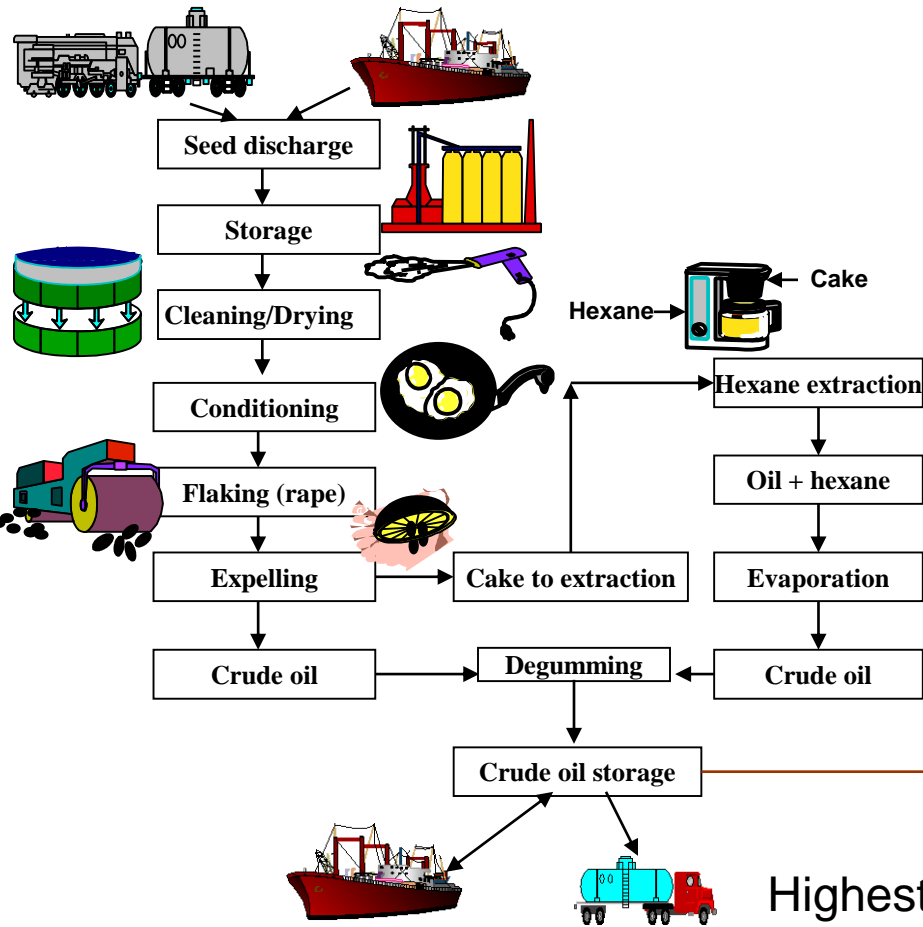 Seed discharge
Storage
Cleaning/Drying
Hexane
Cake
Conditioning
Hexane extraction
Flaking (rape)
Oil + hexane
Expelling
Cake to extraction
Evaporation
Crude oil
Degumming
Crude oil
Crude oil storage
Highest